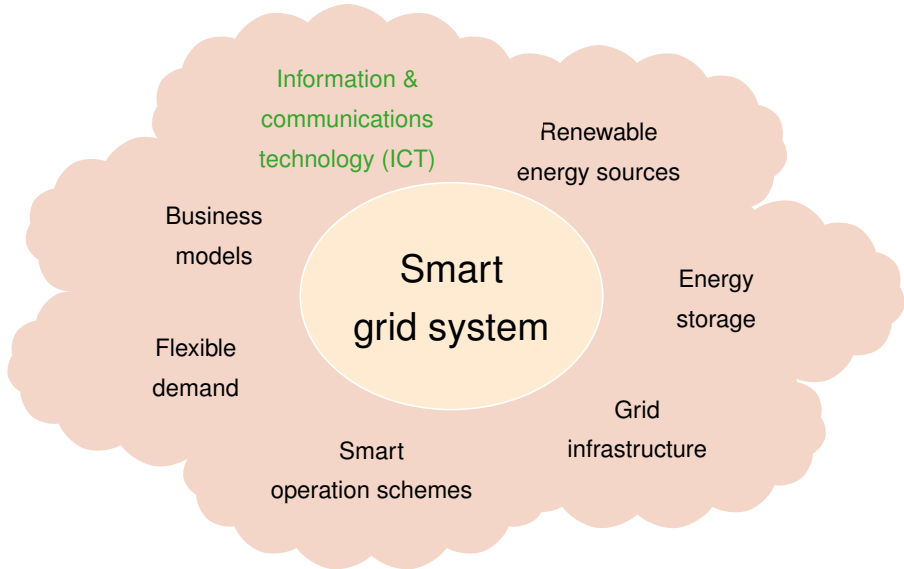 Information &
communications
technology (ICT)
Renewable
energy sources
Business
models
Smart
grid system
Energy
storage
Flexible
demand
Grid
infrastructure
Smart
operation schemes